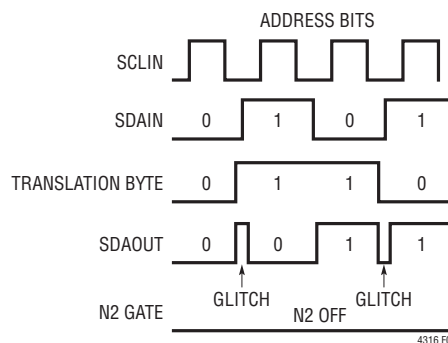 ADDRESS BITS
SCLIN
SDAIN 0 1 0 1
TRANSLATION BYTE 0 1 1 0
SDAOUT 0 0 1 1
GLITCH GLITCH
N2 GATE N2 OFF
4316